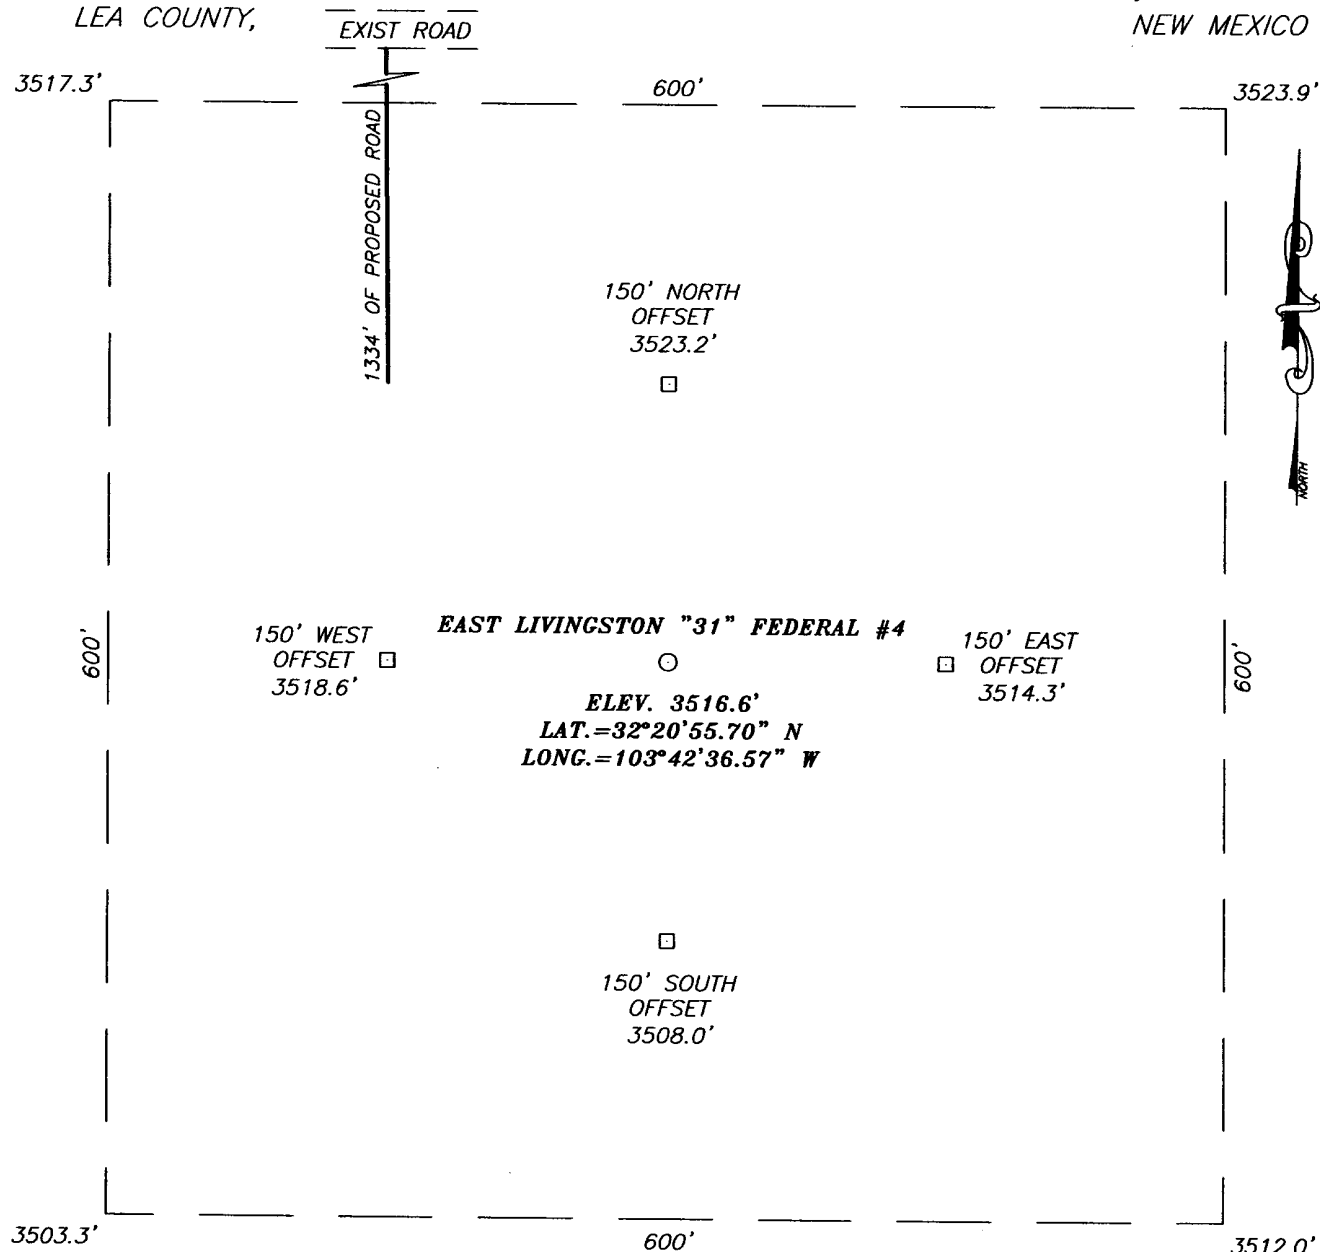 LEA COUNTY,
NEW MEXICO
EXIST ROAD
3517.3'
600'
3523.9'
1334' OF PROPOSED ROAD
150' NORTH
OFFSET
3523.2'
NORTH
600'
150' WEST
OFFSET
3518.6'
EAST LIVINGSTON "31" FEDERAL #4
ELEV. 3516.6'
LAT.=32°20'55.70" N
LONG.=103°42'36.57" W
150' EAST
OFFSET
3514.3'
600'
150' SOUTH
OFFSET
3508.0'
3503.3'
600'
3512.0'